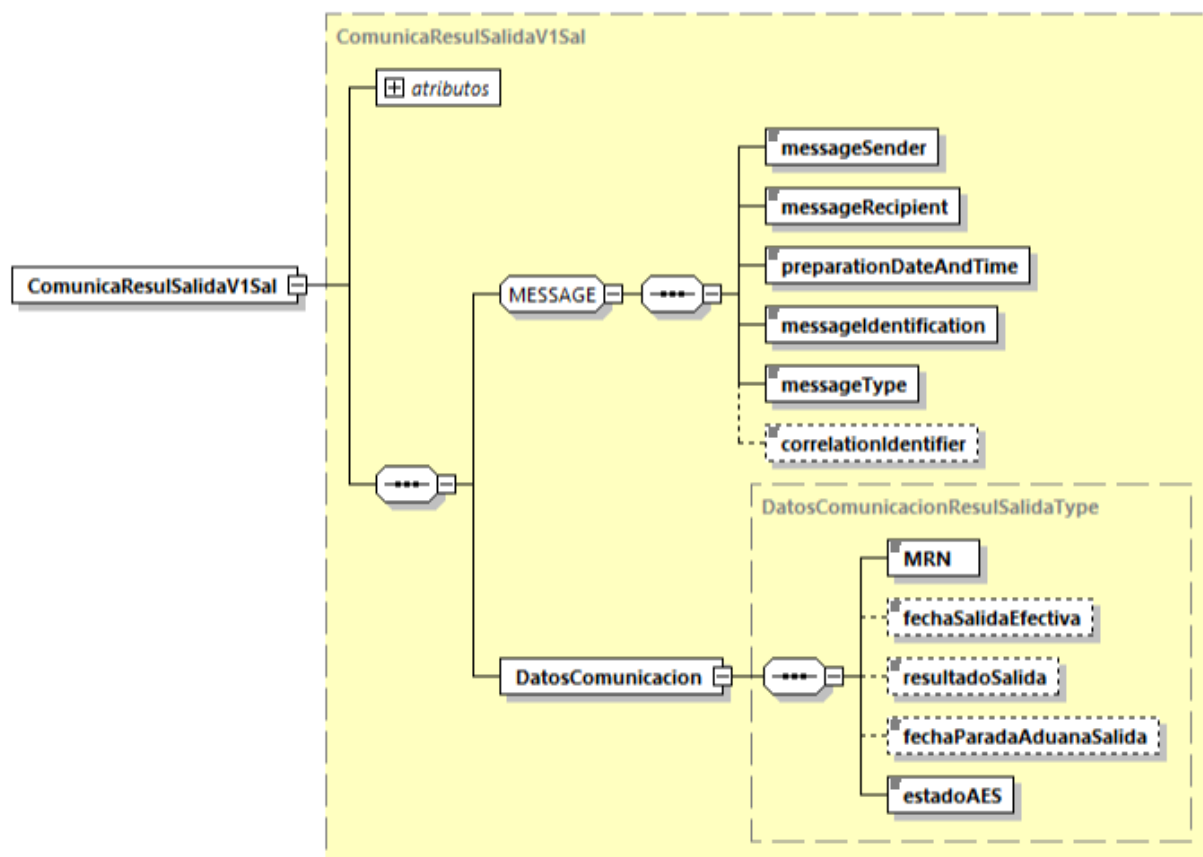 ComunicaResulSalidaV1Sal
atributos
messageSender
messageRecipient
preparationDateAndTime
ComunicaResulSalidaV1Sal
MESSAGE
messageIdentification
messageType
correlationIdentifier
DatosComunicacionResulSalidaType
MRN
fechaSalidaEfectiva
DatosComunicacion
resultadoSalida
fechaParadaAduanaSalida
estadoAES